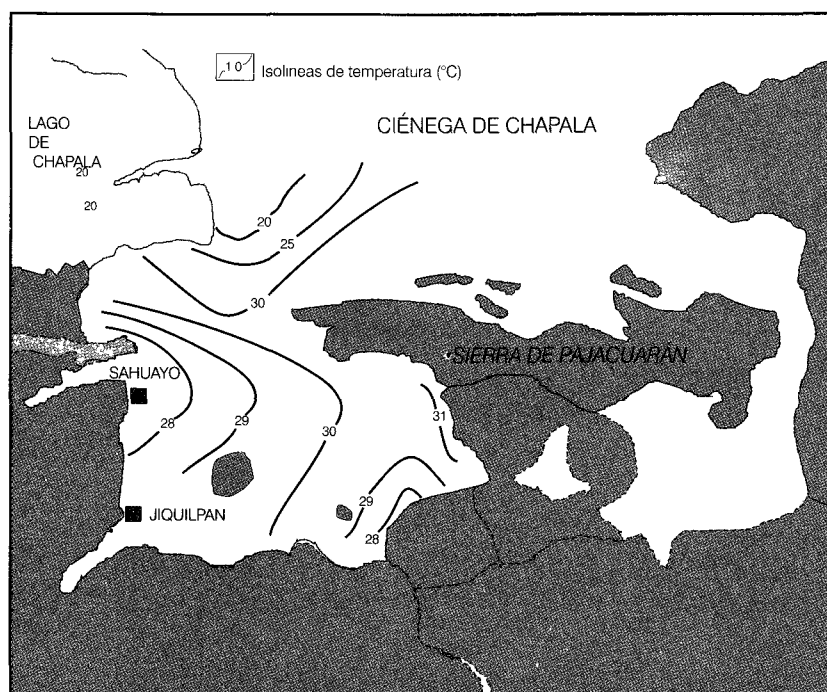 10
Isolineas de temperatura (°C)
LAGO
DE
CHAPALA
CIÉNEGA DE CHAPALA
20
20
20
25
30
SIERRA DE PAJACUARÁN
SAHUAYO
28
29
30
31
29
28
JIQUILPAN